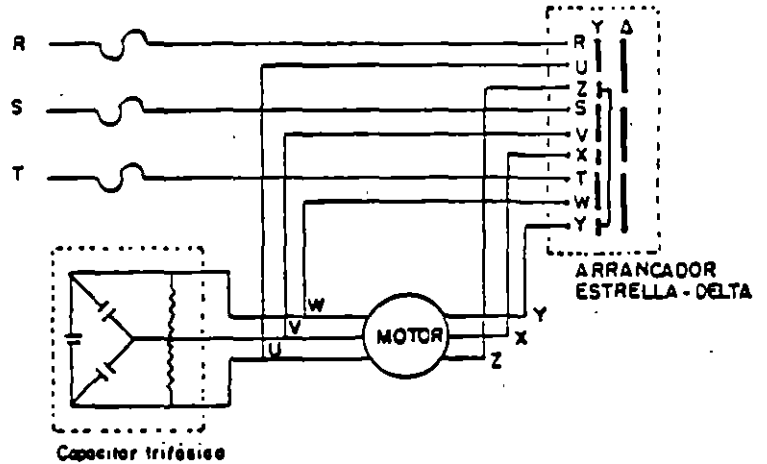 Y Δ
R R
U
Z
S S
V
X
T T
W
Y
ARRANCADOR
ESTRELLA - DELTA
W
V
U
MOTOR
Y
X
Z
Capacitor trifásico